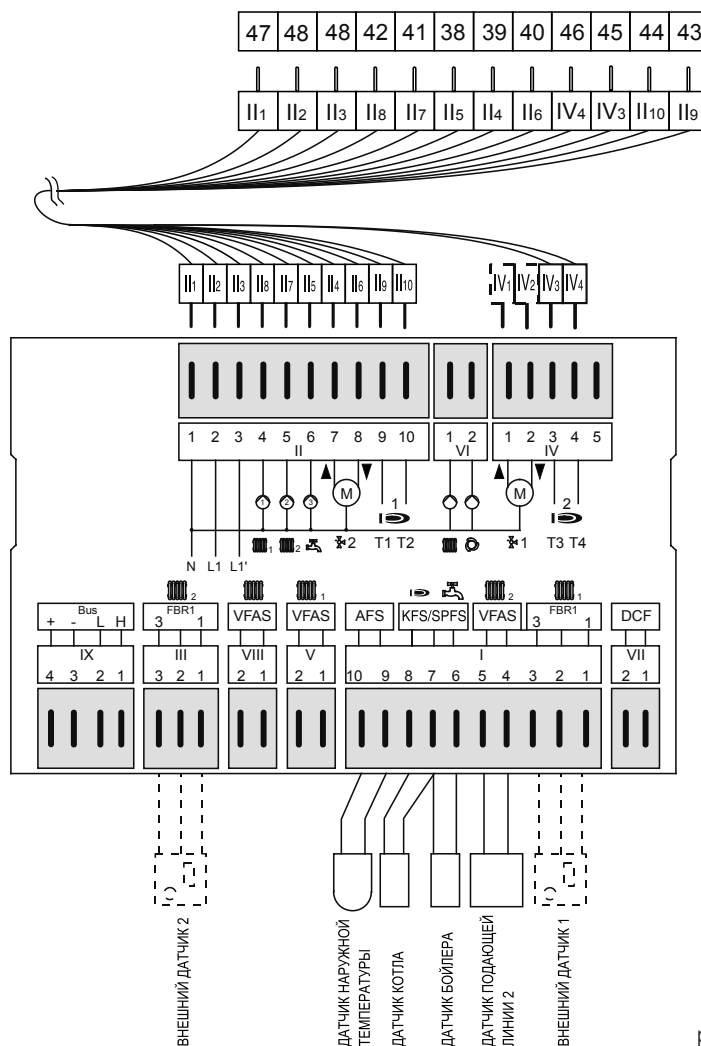 47 48 48 42 41 38 39 40 46 45 44 43
II1 II2 II3 II8 II7 II5 II4 II6 IV4 IV3 II10 II9
II1 II2 II3 II8 II7 II5 II4 II6 II9 II10 IV1 IV2 IV3 IV4
1 2 3 4 5 6 7 8 9 10 1 2 1 2 3 4 5
II VI IV
1 2 3 M 1 M 2
1 2 2 T1 T2 1 T3 T4
N L1 L1'
2 1 2 1
Bus FBR1 VFAS VFAS AFS KFS/SPFS VFAS FBR1 DCF
+ - L H 3 1 3 1
IX III VIII V I VII
4 3 2 1 3 2 1 2 1 2 1 10 9 8 7 6 5 4 3 2 1 2 1
ВНЕШНИЙ ДАТЧИК 2
ДАТЧИК НАРУЖНОЙ
ТЕМПЕРАТУРЫ
ДАТЧИК КОТЛА
ДАТЧИК БОЙЛЕРА
ДАТЧИК ПОДАЮЩЕЙ
ЛИНИИ 2
ВНЕШНИЙ ДАТЧИК 1